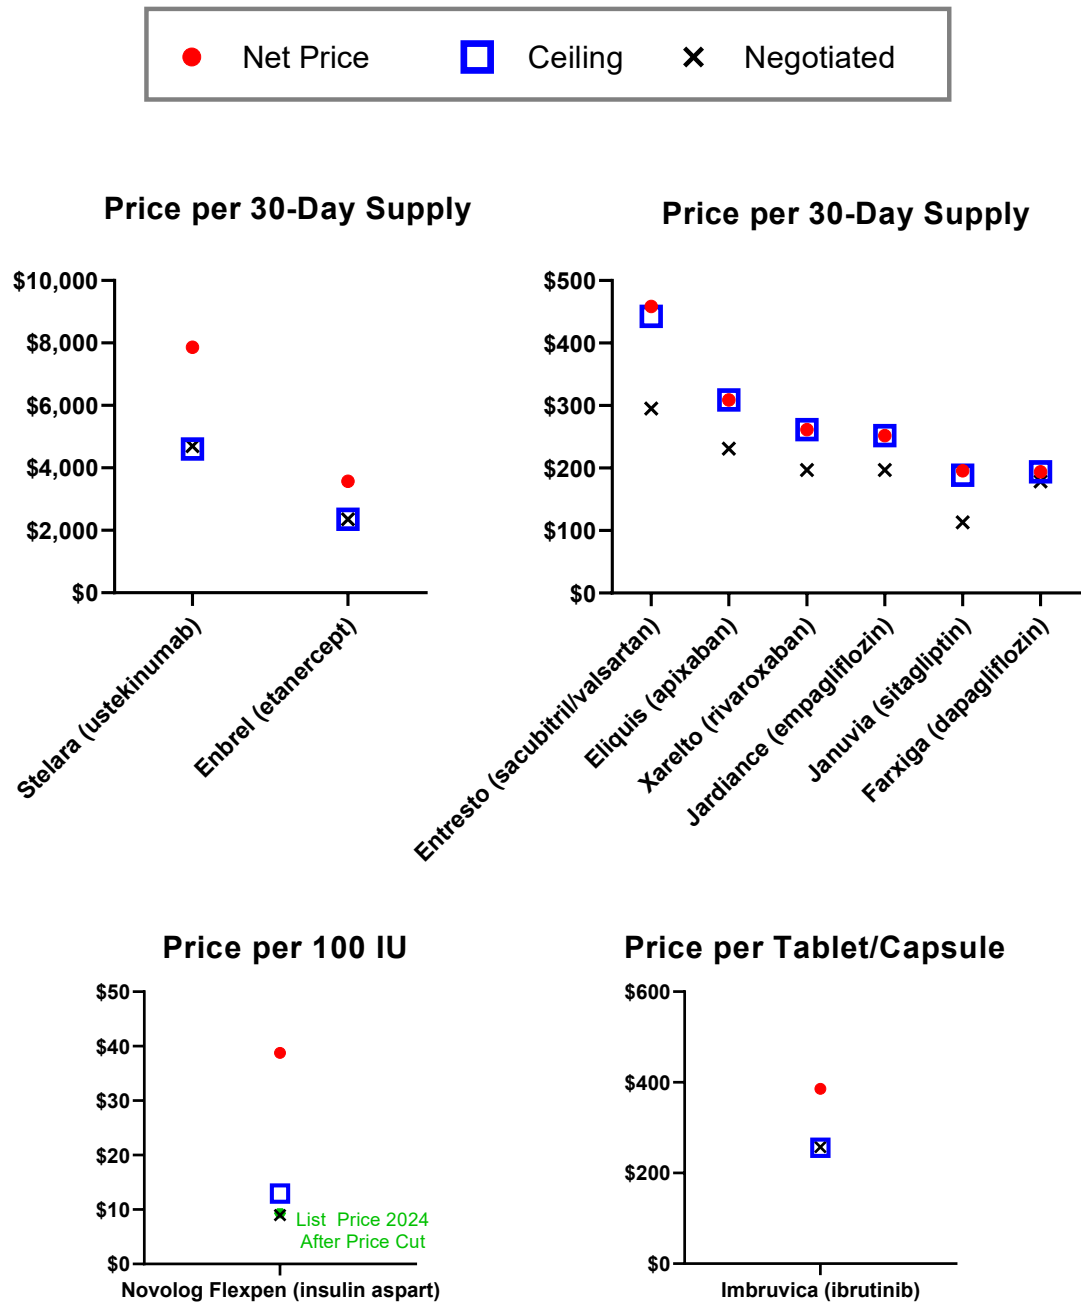 Net Price
Ceiling
Negotiated
Price per 30-Day Supply
$10,000
$8,000
$6,000
$4,000
$2,000
$0
Stelara (ustekinumab)
Enbrel (etanercept)
Price per 30-Day Supply
$500
$400
$300
$200
$100
$0
Entresto (sacubitril/valsartan)
Eliquis (apixaban)
Xarelto (rivaroxaban)
Jardiance (empagliflozin)
Januvia (sitagliptin)
Farxiga (dapagliflozin)
Price per 100 IU
$50
$40
$30
$20
$10
$0
List Price 2024
After Price Cut
Novolog Flexpen (insulin aspart)
Price per Tablet/Capsule
$600
$400
$200
$0
Imbruvica (ibrutinib)